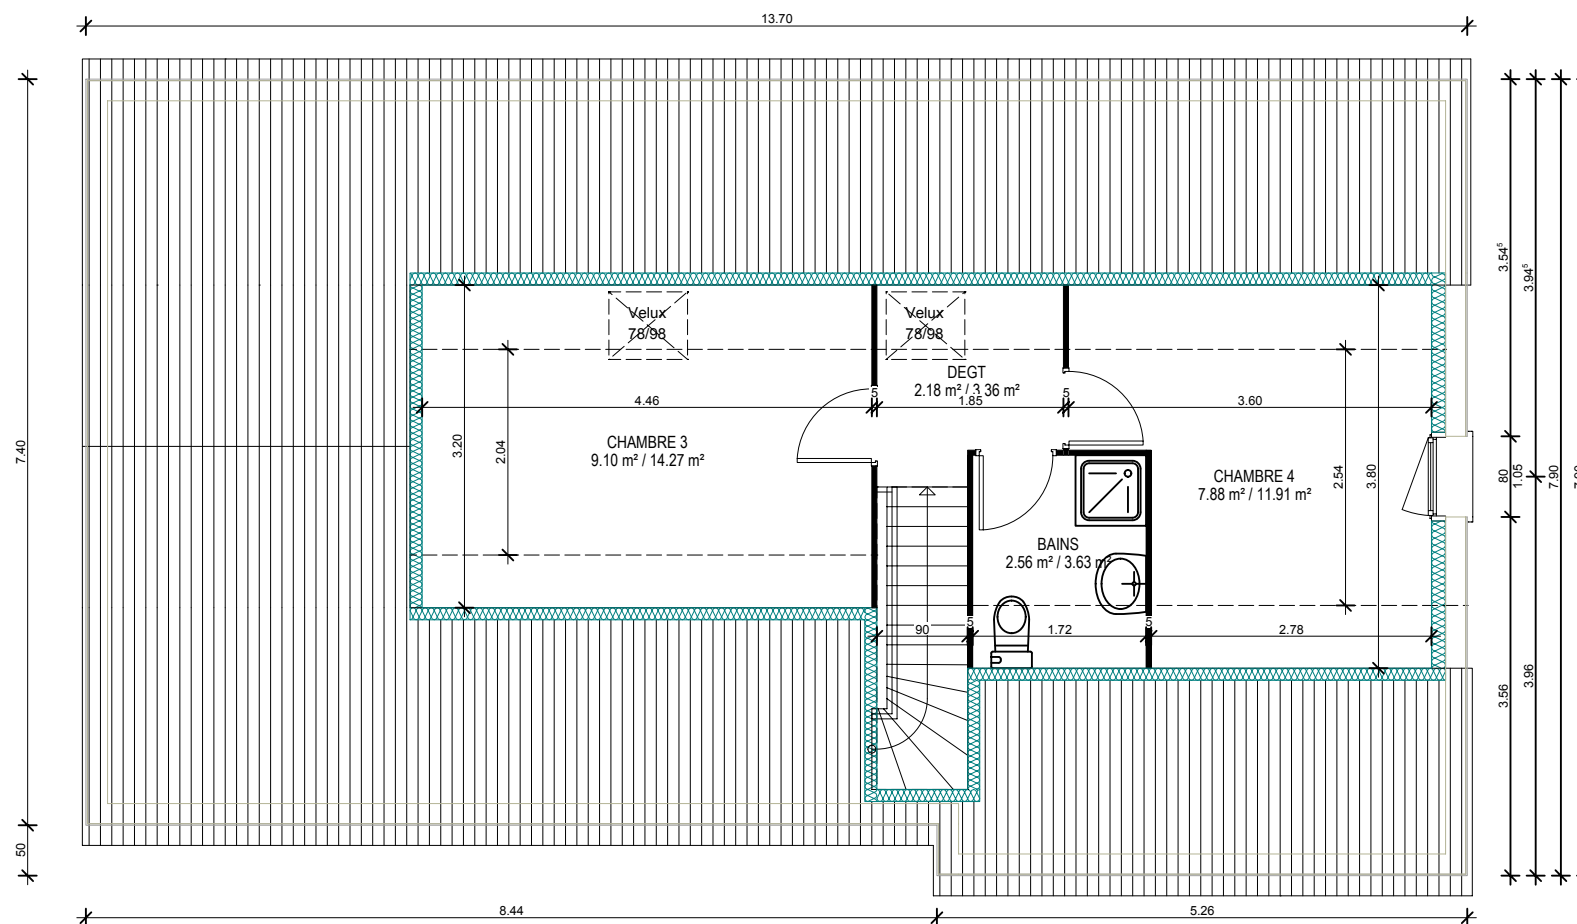 13.70
7.40
50
3.54⁵
3.94⁵
80
1.05
7.90
3.56
3.96
Velux
78/98
Velux
78/98
DEGT
2.18 m² / 3.36 m²
5
1.85
5
4.46
3.60
CHAMBRE 3
9.10 m² / 14.27 m²
3.20
2.04
CHAMBRE 4
7.88 m² / 11.91 m²
2.54
3.80
BAINS
2.56 m² / 3.63 m²
90
5
1.72
5
2.78
8.44
5.26